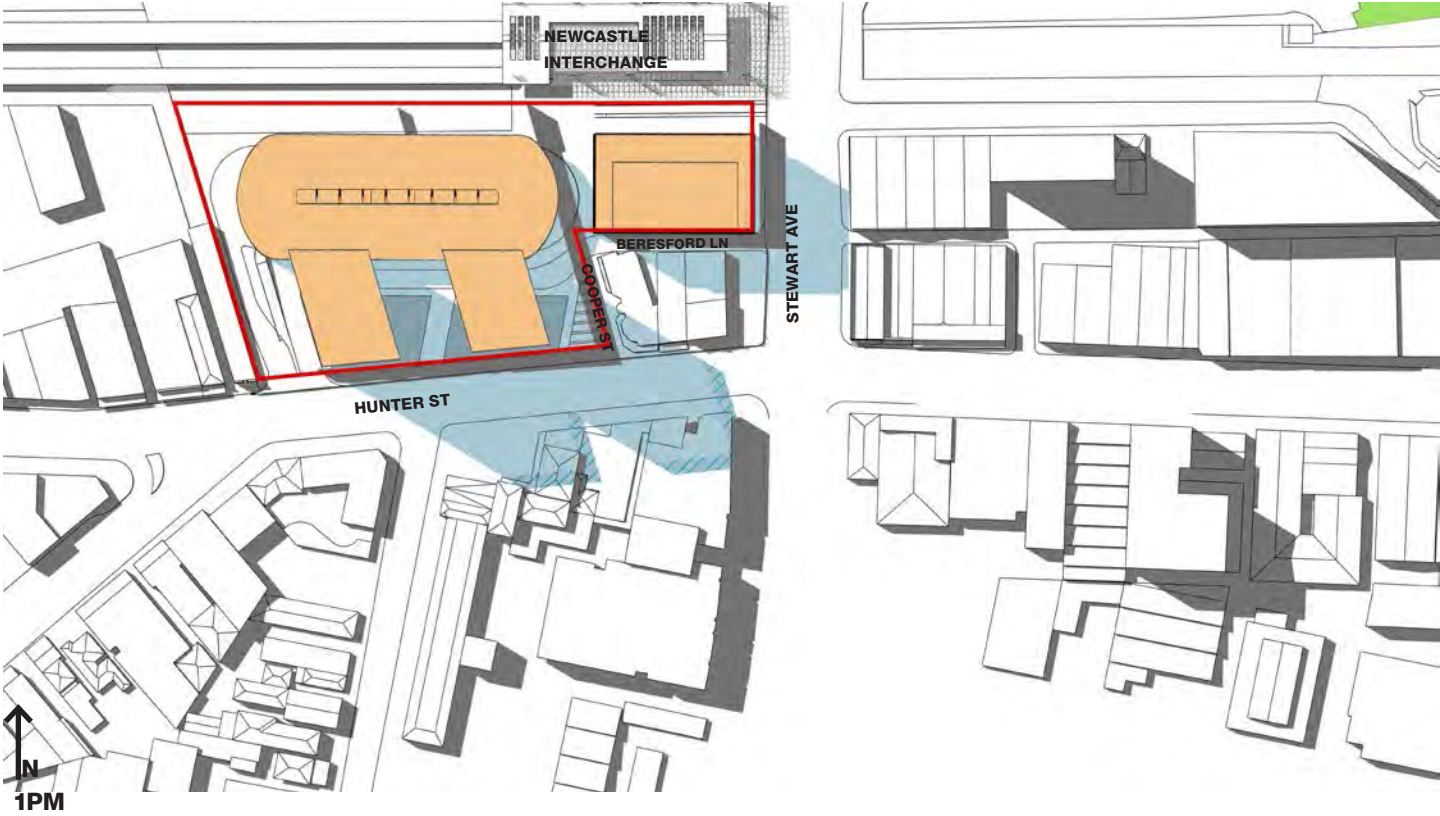 NEWCASTLE
INTERCHANGE
BERESFORD LN
STEWART AVE
COOPER ST
HUNTER ST
N
1PM